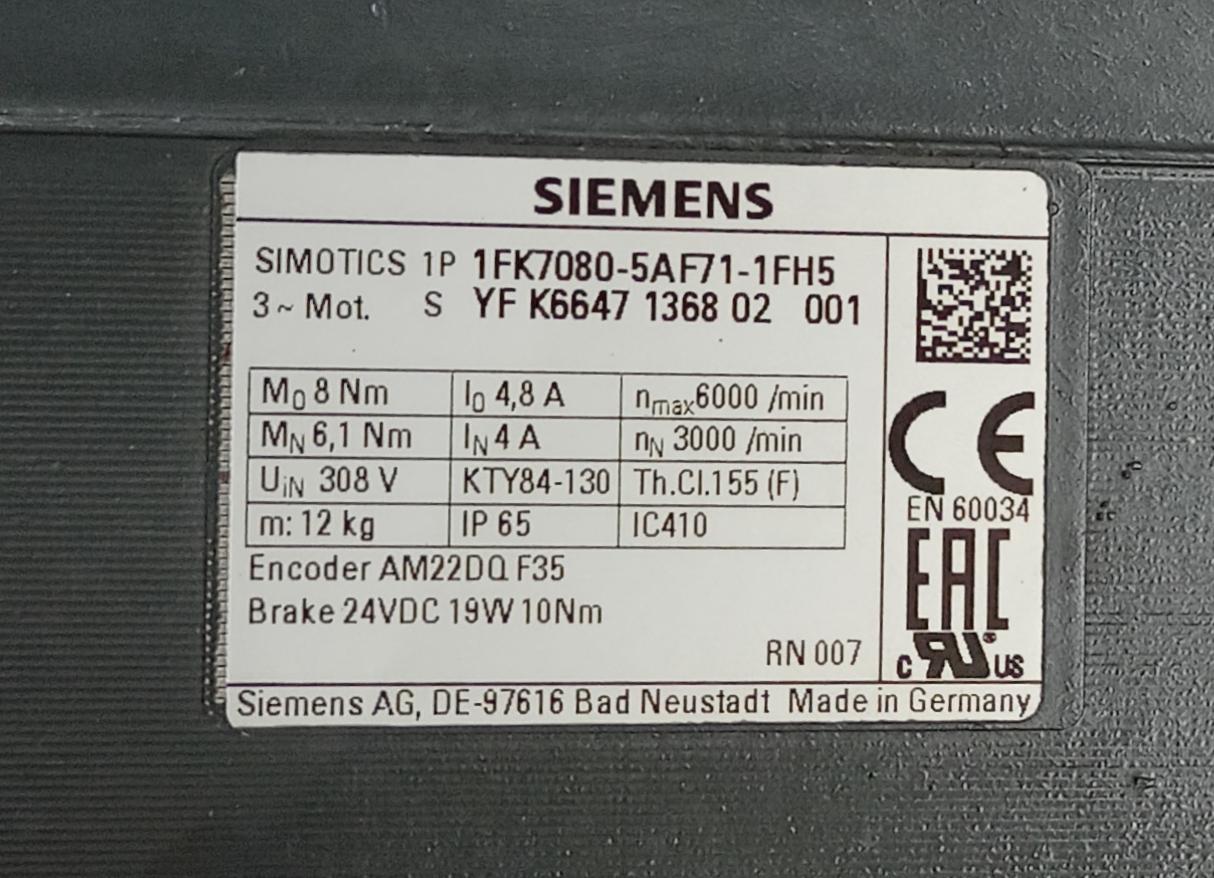 SIEMENS
SIMOTICS 1P 1FK7080-5AF71-1FH5
3 ~ Mot. S YF K6647 1368 02 001
M0 8 Nm I0 4,8 A nmax6000 /min
MN 6,1 Nm IN 4 A nN 3000 /min
UiN 308 V KTY84-130 Th.Cl.155 (F)
m: 12 kg IP 65 IC410
Encoder AM22DQ F35
Brake 24VDC 19W 10Nm
RN 007
CE
EN 60034
EAC
c RU ® US
Siemens AG, DE-97616 Bad Neustadt Made in Germany